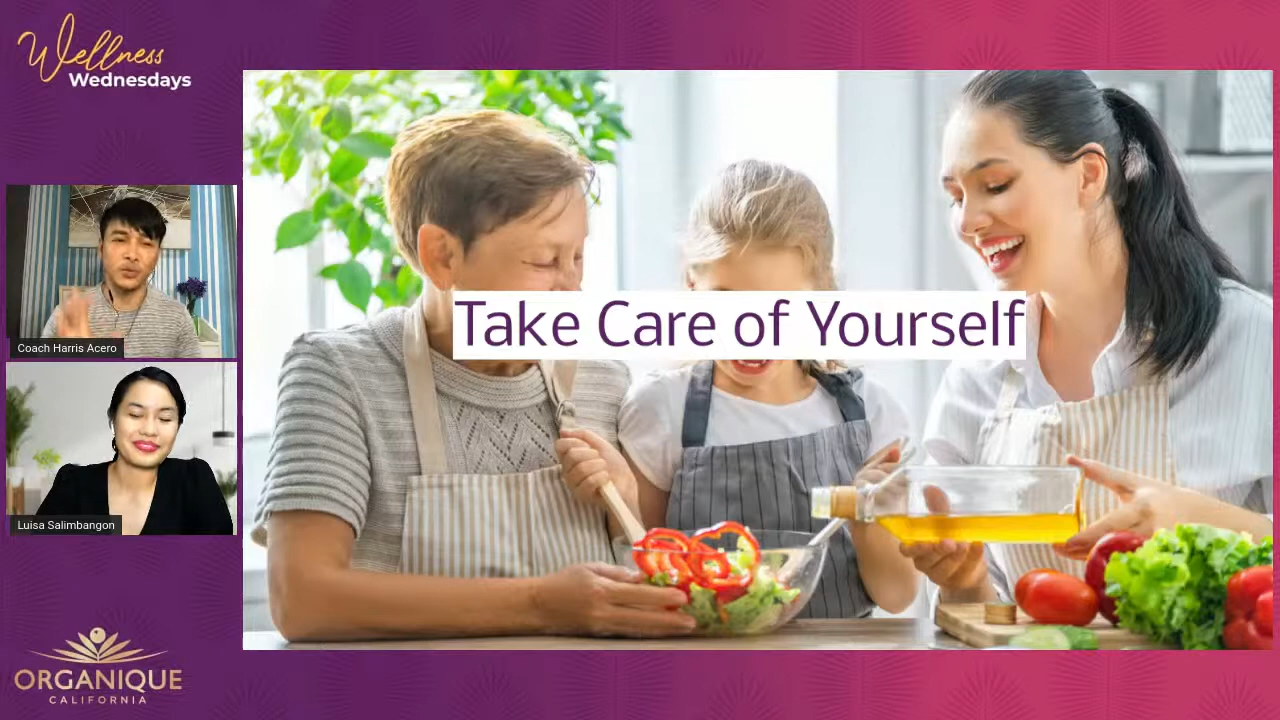 Wellness
Wednesdays
Take Care of Yourself
Coach Harris Acero
Luisa Salimbangon
ORGANIQUE
CALIFORNIA